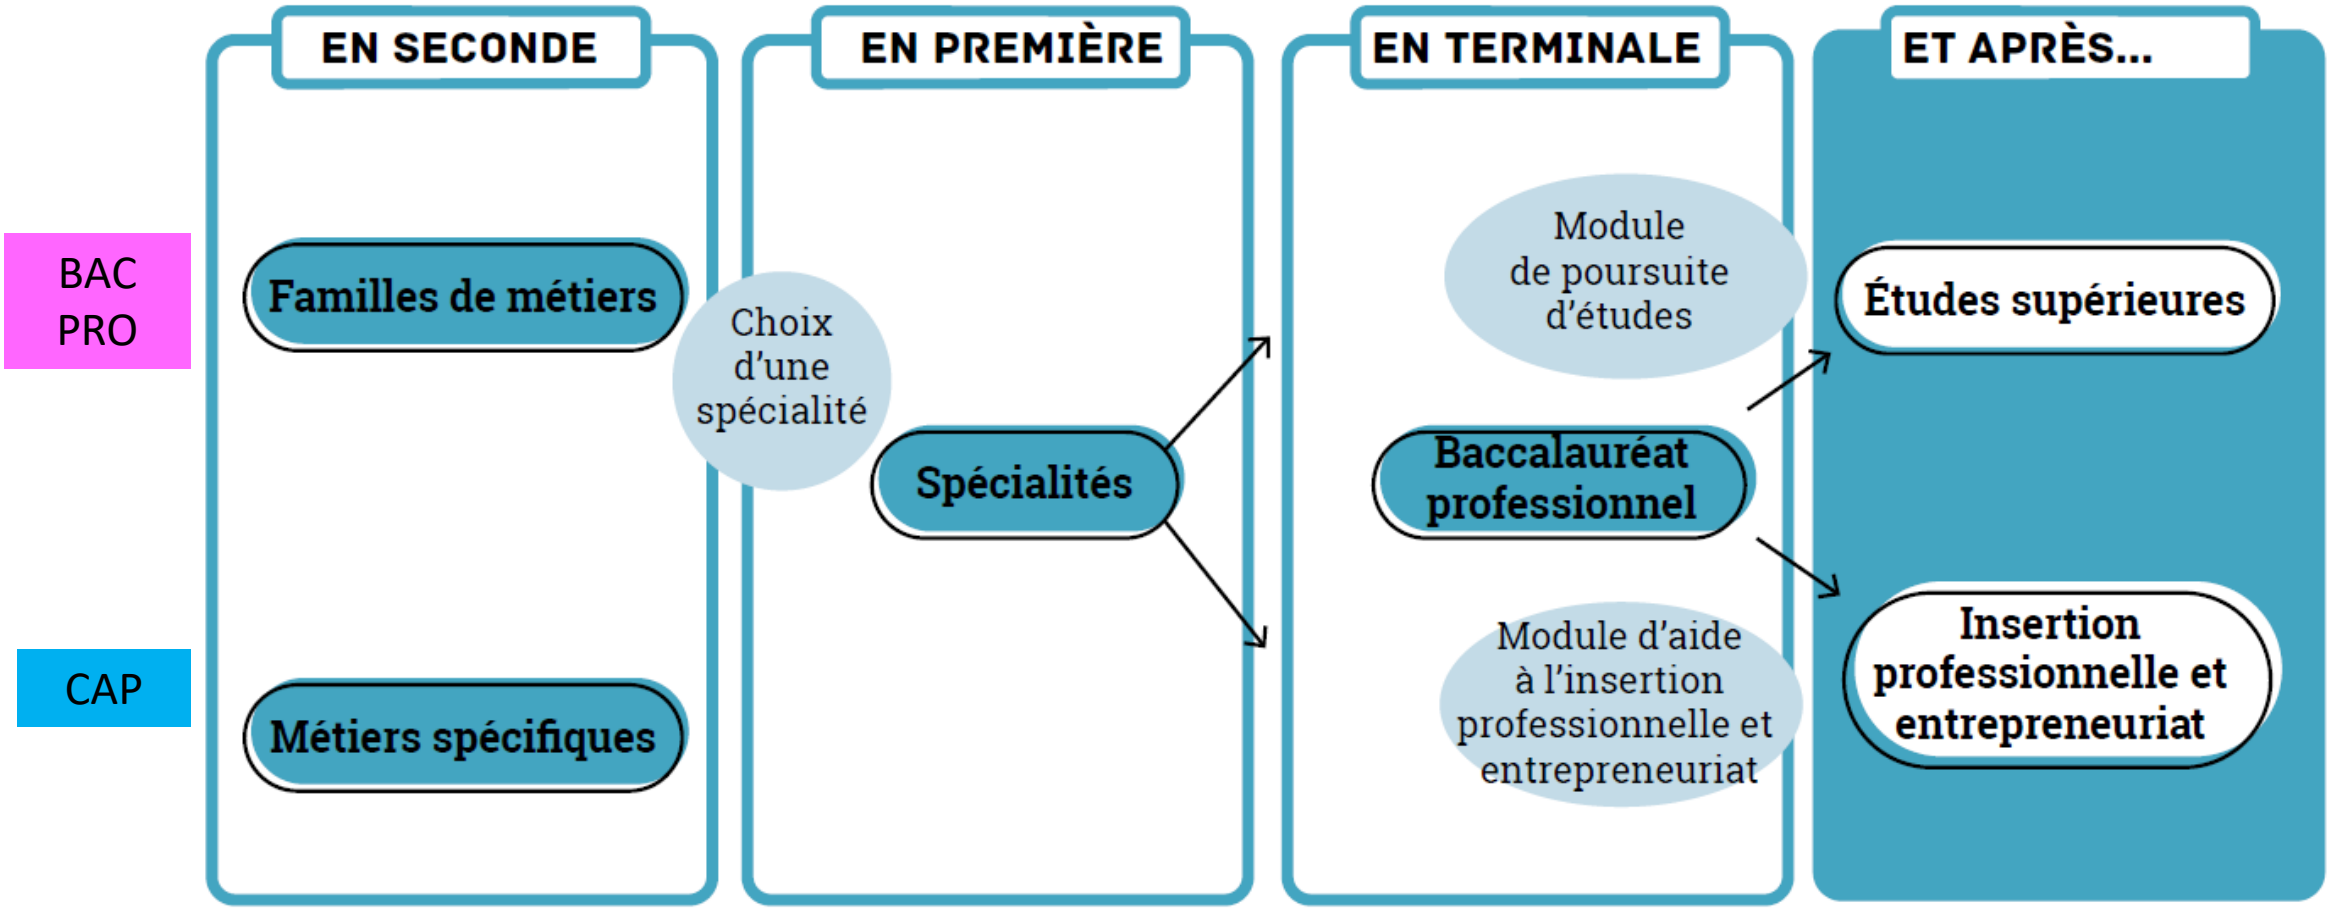 EN SECONDE
EN PREMIÈRE
EN TERMINALE
ET APRÈS...
BAC
PRO
Familles de métiers
Choix
d’une
spécialité
Spécialités
Module
de poursuite
d’études
Études supérieures
Baccalauréat
professionnel
CAP
Métiers spécifiques
Module d’aide
à l’insertion
professionnelle et
entrepreneuriat
Insertion
professionnelle et
entrepreneuriat